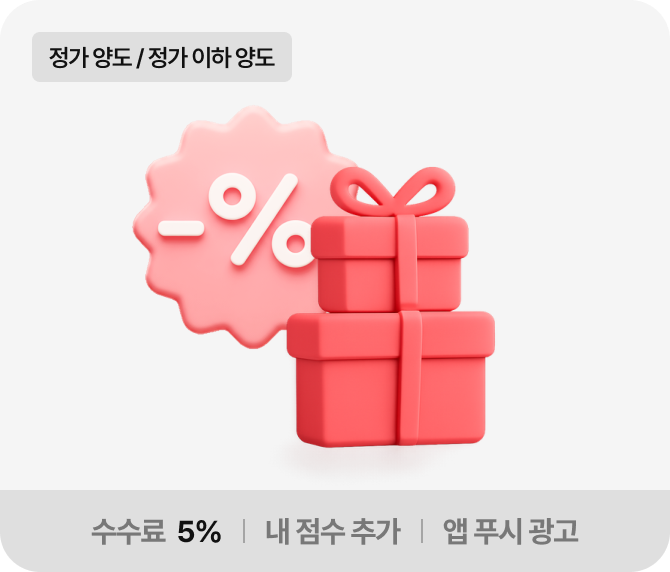 정가 양도 / 정가 이하 양도
-%
수수료 5% | 내 점수 추가 | 앱 푸시 광고